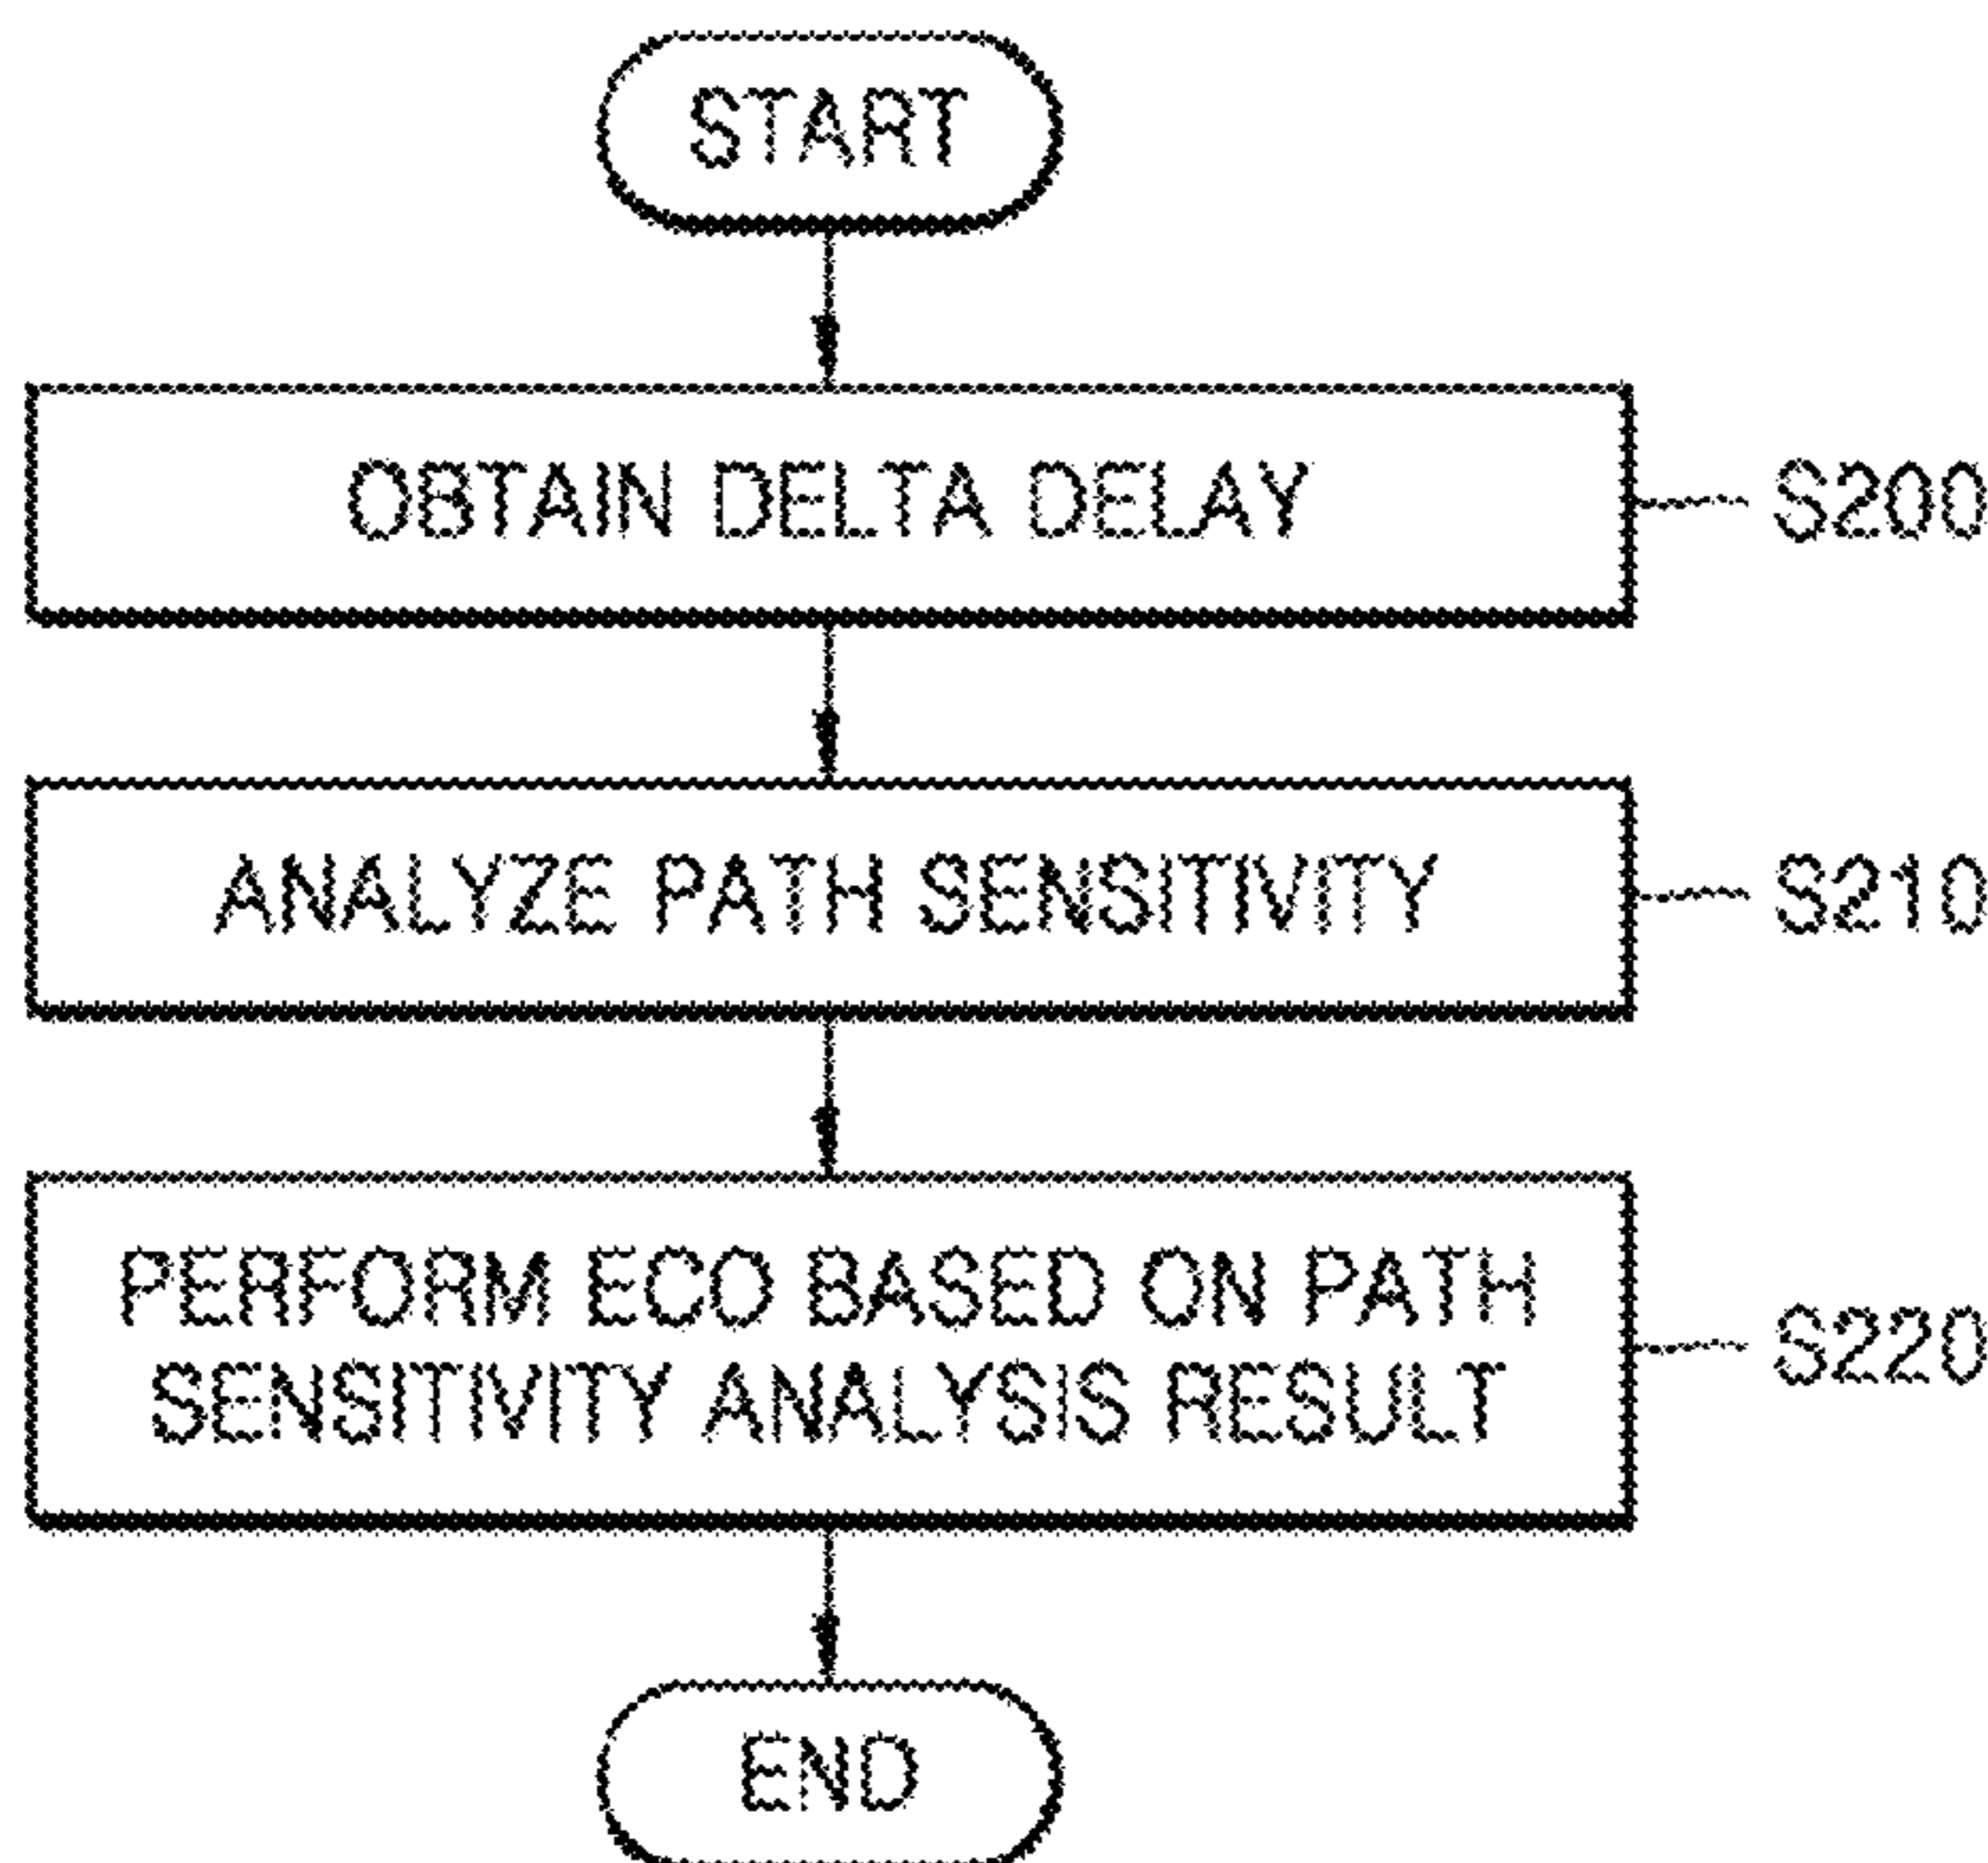 START
OBTAIN DELTA DELAY
S200
ANALYZE PATH SENSITIVITY
S210
PERFORM ECO BASED ON PATH
SENSITIVITY ANALYSIS RESULT
S220
END